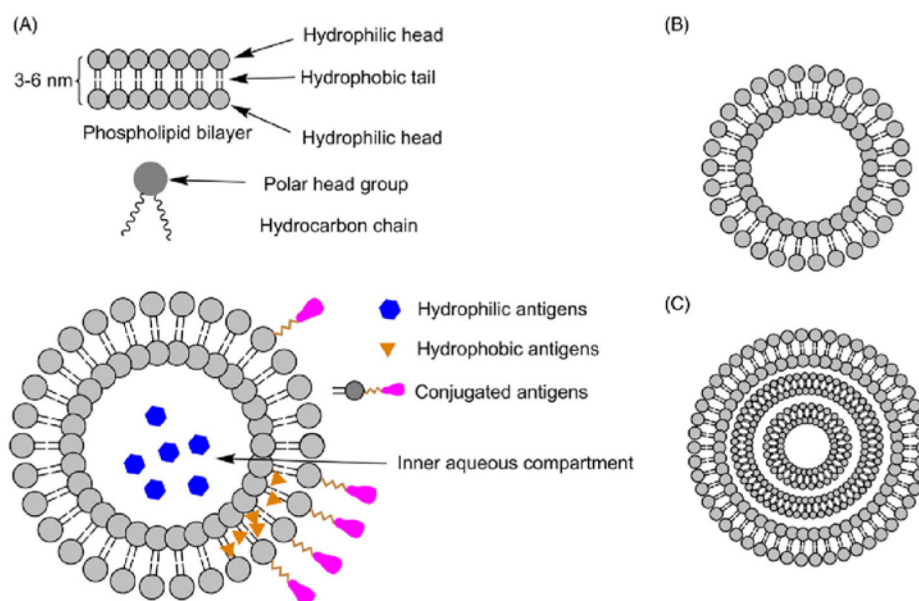 (A)
Hydrophilic head
3-6 nm
Hydrophobic tail
Phospholipid bilayer
Hydrophilic head
Polar head group
Hydrocarbon chain
Hydrophilic antigens
Hydrophobic antigens
Conjugated antigens
Inner aqueous compartment
(B)
(C)